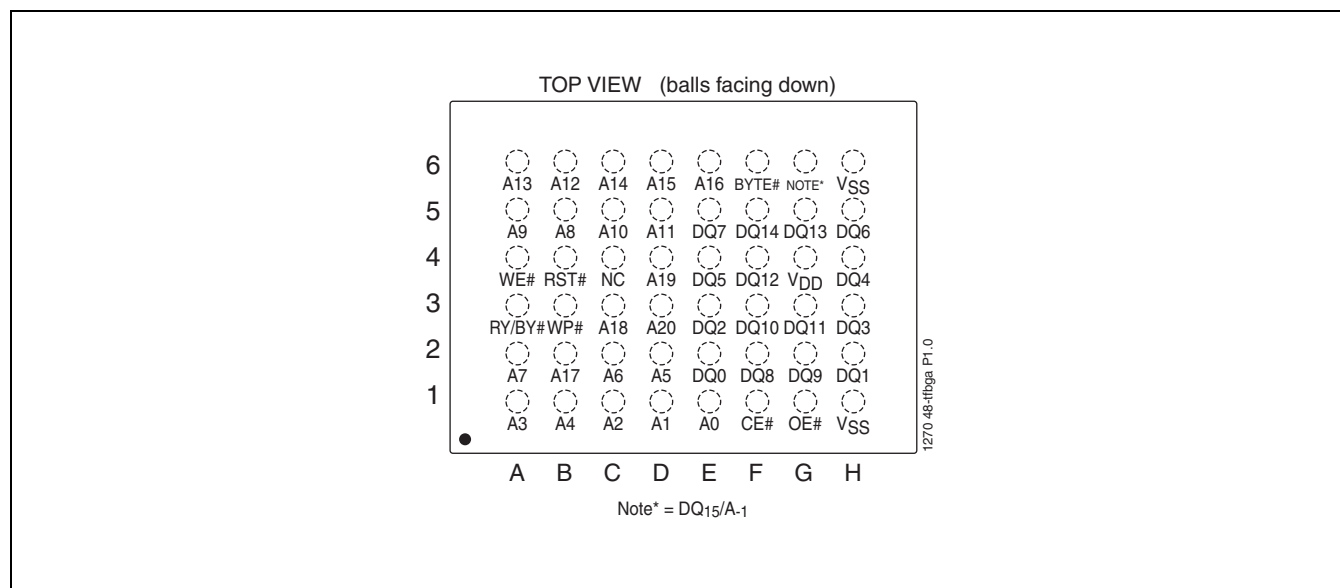 TOP VIEW (balls facing down)
6
A13 A12 A14 A15 A16 BYTE# NOTE* VSS
5
A9 A8 A10 A11 DQ7 DQ14 DQ13 DQ6
4
WE# RST# NC A19 DQ5 DQ12 VDD DQ4
3
RY/BY# WP# A18 A20 DQ2 DQ10 DQ11 DQ3
2
A7 A17 A6 A5 DQ0 DQ8 DQ9 DQ1
1
A3 A4 A2 A1 A0 CE# OE# VSS
A B C D E F G H
Note* = DQ15/A-1
1270 48-tfbga P1.0